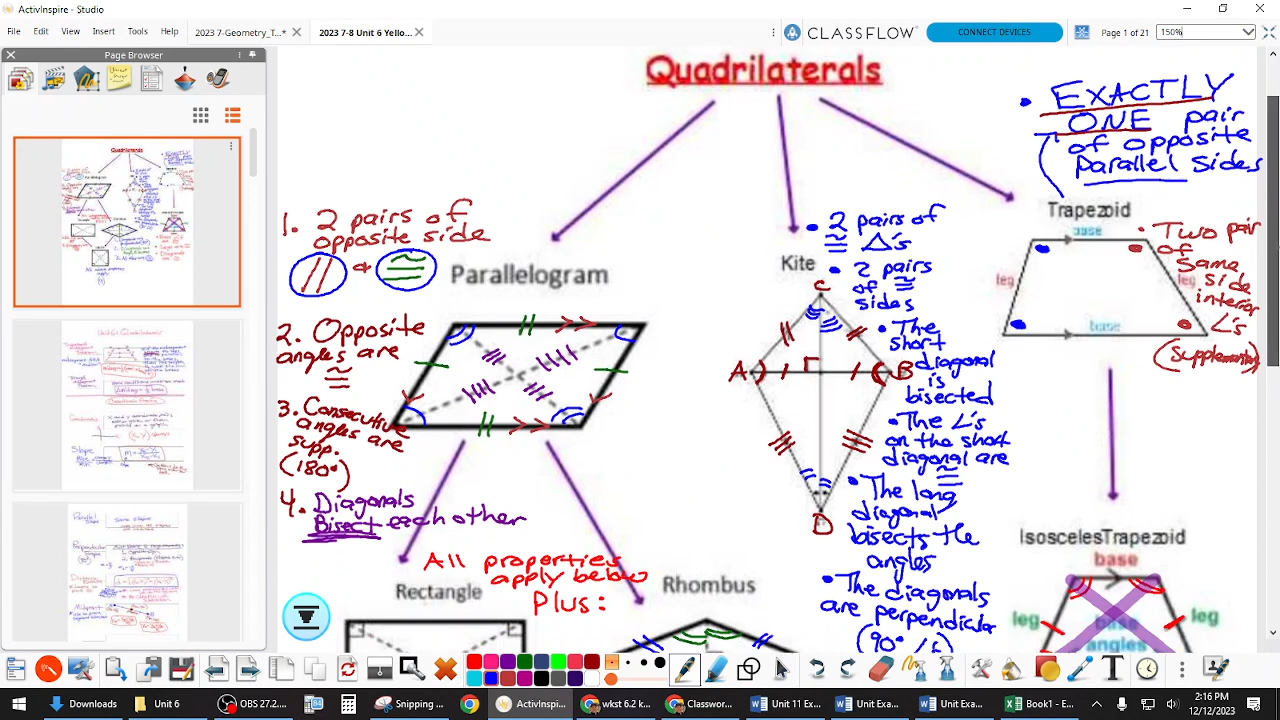 ActivInspire - Studio
File Edit View Insert Tools Help
2023 7-Geometry_T...*
2023 7-8 Unit 6 Yello...*
CLASSFLOW
CONNECT DEVICES
Page 1 of 21
150%
Page Browser
Quadrilaterals
• EXACTLY
ONE pair
of opposite
parallel sides
1. 2 pairs of
opposite side
// + ≅
Parallelogram
2. Opposite
angles are
≅
3. Consecutive
angles are
supp.
(180°)
4. Diagonals
Bisect each other
Kite
C
A
B
D
• 2 pairs of
≅ △'s
• 2 pairs
of ≅
sides
• The
short
diagonal
is
bisected
• The ∠'s
on the short
diagonal are
≅
• The long
diagonal
bisects the
angles
• The diagonals
are perpendicular
(90° ∠)
Trapezoid
base
leg
leg
base
• Two pair
of
Same
side
interior
∠'s
(supplementary)
Isosceles Trapezoid
base
leg
leg
base
angles
All properties
apply below
Plus:
Rectangle
Rhombus
Downloads
Unit 6
OBS 27.2....
84
Snipping ...
ActivInsp...
wkst 6.2 k...
Classroom...
Unit 11 Ex...
Unit Exa...
Unit Exa...
Book1 - E...
2:16 PM
12/12/2023